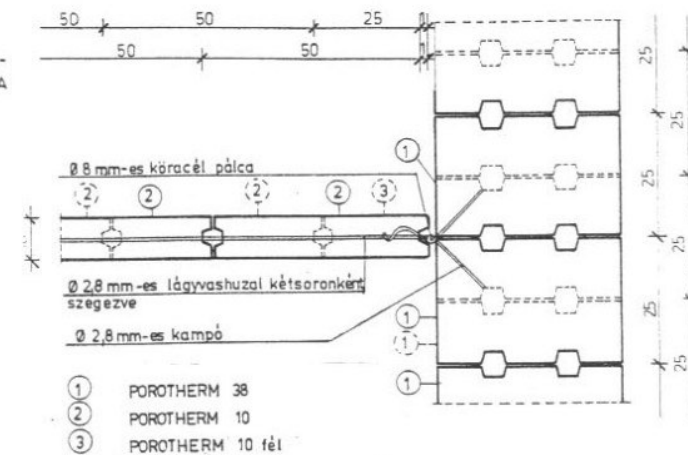 50 50 25 1
50 50 1
25
25
25
25
25
25
1
Ø 8 mm-es köracél pálca
2 2 2 2 3
Ø 2,8 mm-es lágyvashuzal kétsoronként
szegezve
1
Ø 2,8 mm-es kampó
1
1
1 POROTHERM 38
2 POROTHERM 10
3 POROTHERM 10 fél